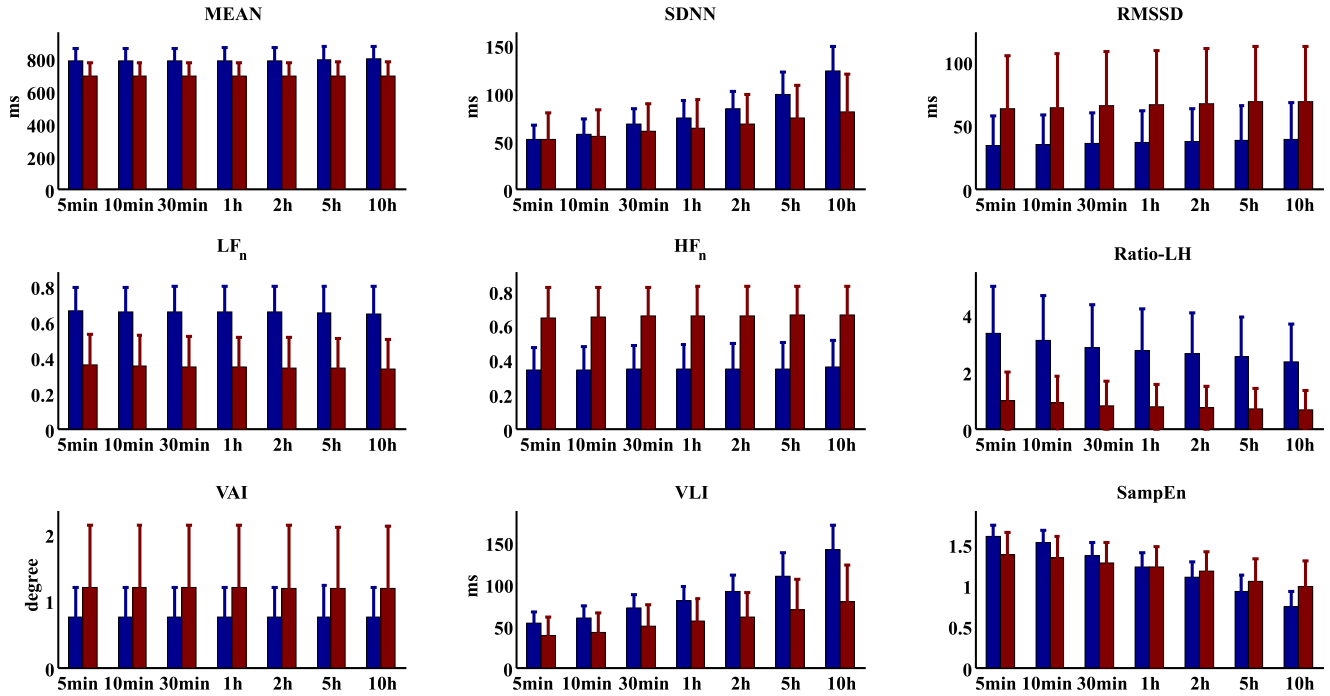 MEAN
ms
800
600
400
200
0
5min 10min 30min 1h 2h 5h 10h
SDNN
ms
150
100
50
0
5min 10min 30min 1h 2h 5h 10h
RMSSD
ms
100
50
0
5min 10min 30min 1h 2h 5h 10h
LFn
0.8
0.6
0.4
0.2
0
5min 10min 30min 1h 2h 5h 10h
HFn
0.8
0.6
0.4
0.2
0
5min 10min 30min 1h 2h 5h 10h
Ratio-LH
4
2
0
5min 10min 30min 1h 2h 5h 10h
VAI
degree
2
1
0
5min 10min 30min 1h 2h 5h 10h
VLI
ms
150
100
50
0
5min 10min 30min 1h 2h 5h 10h
SampEn
1.5
1
0.5
0
5min 10min 30min 1h 2h 5h 10h